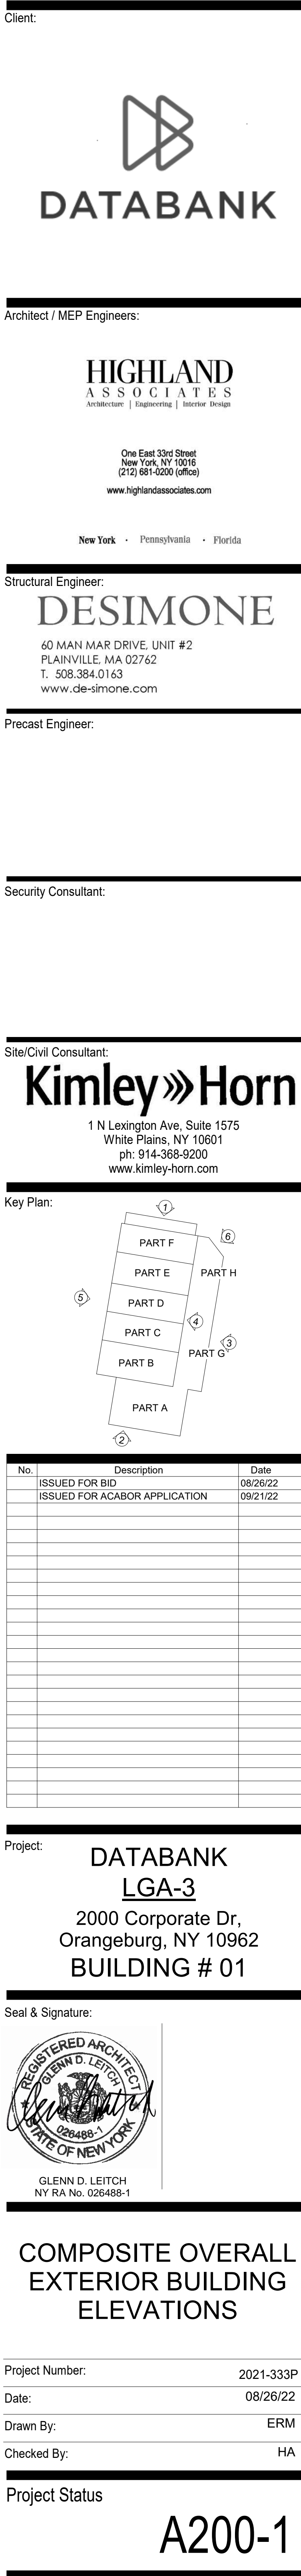 Client:
DATABANK
Architect / MEP Engineers:
HIGHLAND
ASSOCIATES
Architecture | Engineering | Interior Design
One East 33rd Street
New York, NY 10016
(212) 681-0200 (office)
www.highlandassociates.com
New York • Pennsylvania • Florida
Structural Engineer:
DESIMONE
60 MAN MAR DRIVE, UNIT #2
PLAINVILLE, MA 02762
T. 508.384.0163
www.de-simone.com
Precast Engineer:
Security Consultant:
Site/Civil Consultant:
Kimley»Horn
1 N Lexington Ave, Suite 1575
White Plains, NY 10601
ph: 914-368-9200
www.kimley-horn.com
Key Plan:
1
PART F
6
PART E
PART H
5
PART D
4
PART C
3
PART G
PART B
PART A
2
No. Description Date
ISSUED FOR BID 08/26/22
ISSUED FOR ACABOR APPLICATION 09/21/22
Project:
DATABANK
LGA-3
2000 Corporate Dr,
Orangeburg, NY 10962
BUILDING # 01
Seal & Signature:
REGISTERED ARCHITECT
GLENN D. LEITCH
026488-1
STATE OF NEW YORK
GLENN D. LEITCH
NY RA No. 026488-1
COMPOSITE OVERALL
EXTERIOR BUILDING
ELEVATIONS
Project Number: 2021-333P
Date: 08/26/22
Drawn By: ERM
Checked By: HA
Project Status
A200-1